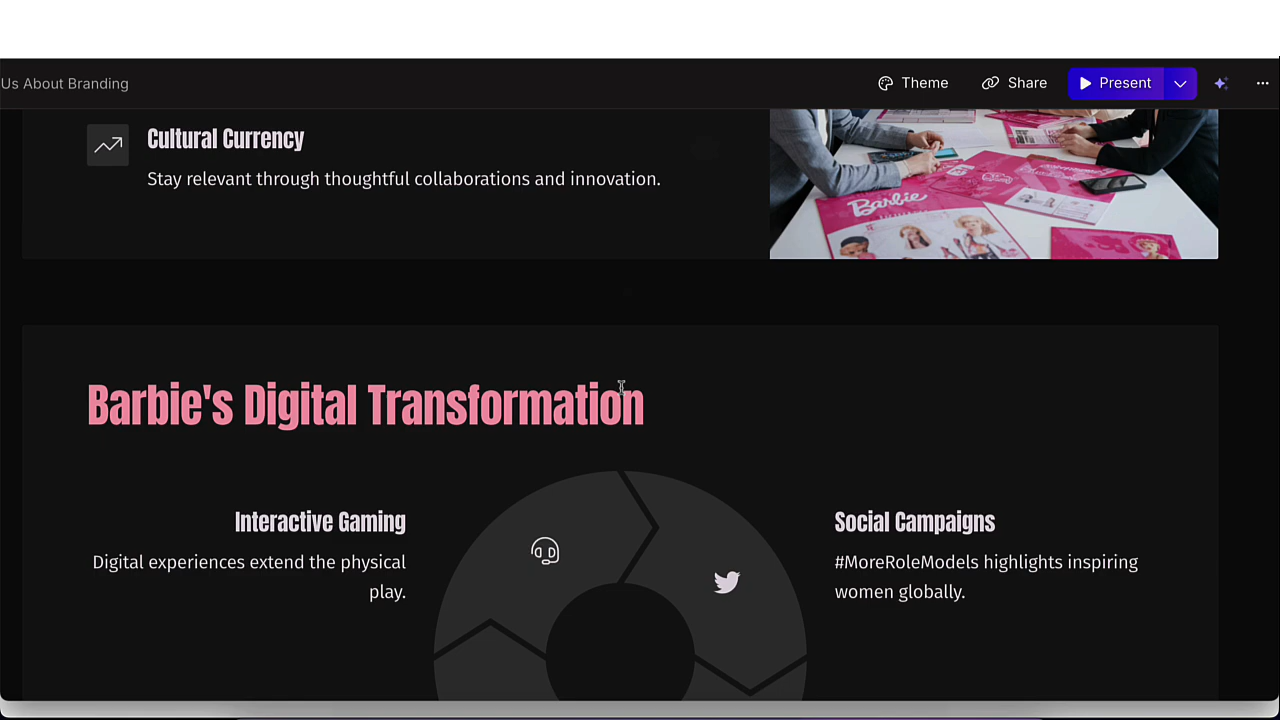 Us About Branding
Theme
Share
Present
Cultural Currency
Stay relevant through thoughtful collaborations and innovation.
Barbie
Barbie's Digital Transformation
Interactive Gaming
Digital experiences extend the physical
play.
Social Campaigns
#MoreRoleModels highlights inspiring
women globally.